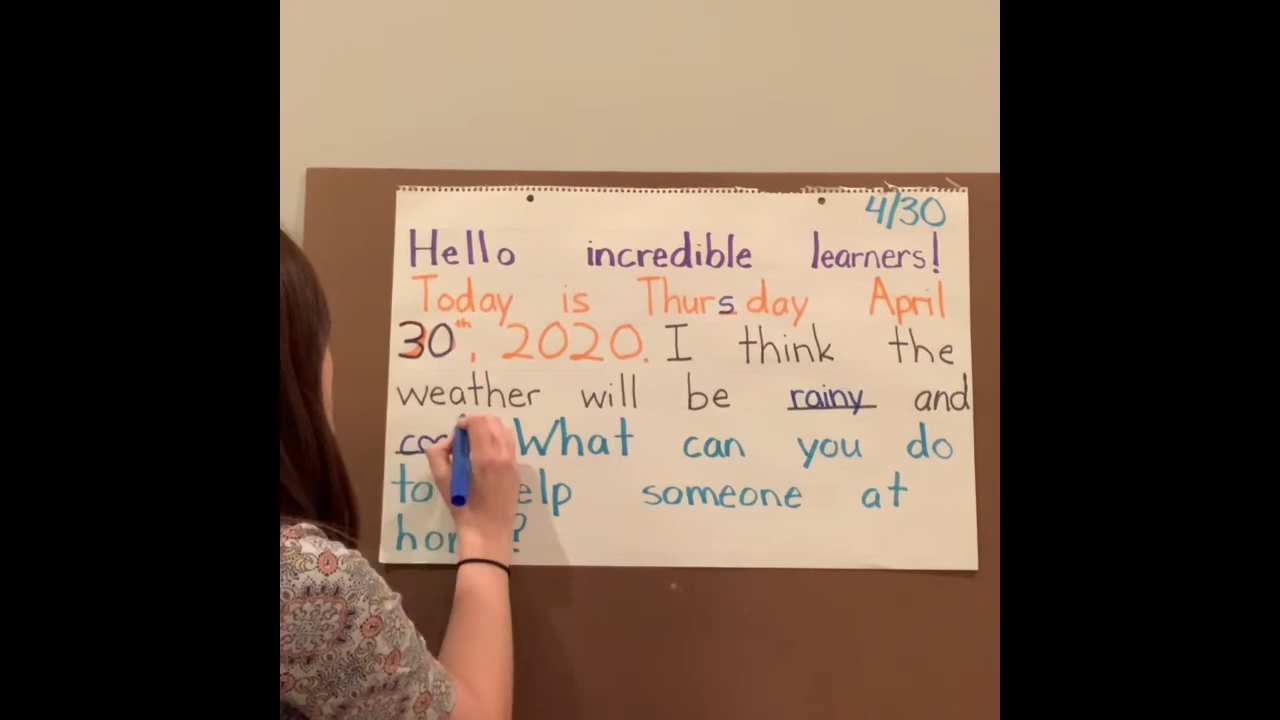 4/30
Hello incredible learners!
Today is Thursday April
30th, 2020. I think the
weather will be rainy and
What can you do
to someone at